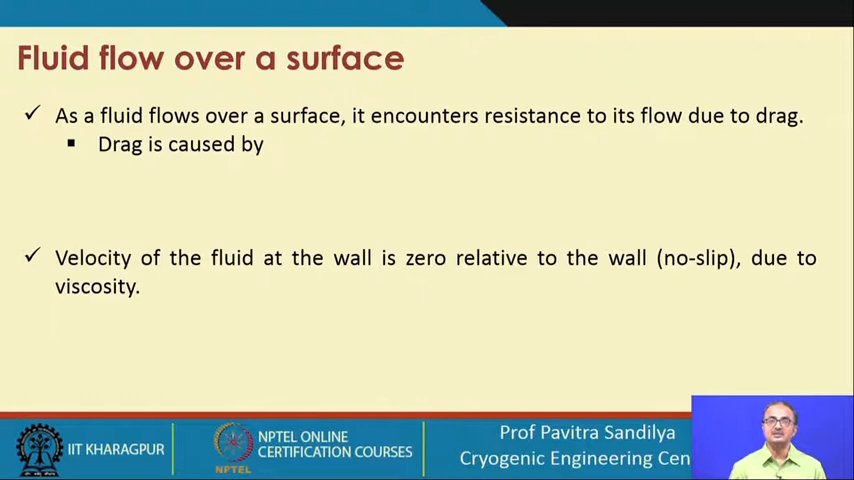 Fluid flow over a surface
✓ As a fluid flows over a surface, it encounters resistance to its flow due to drag.
▪ Drag is caused by
✓ Velocity of the fluid at the wall is zero relative to the wall (no-slip), due to
viscosity.
IIT KHARAGPUR
NPTEL
NPTEL ONLINE
CERTIFICATION COURSES
Prof Pavitra Sandilya
Cryogenic Engineering Cen